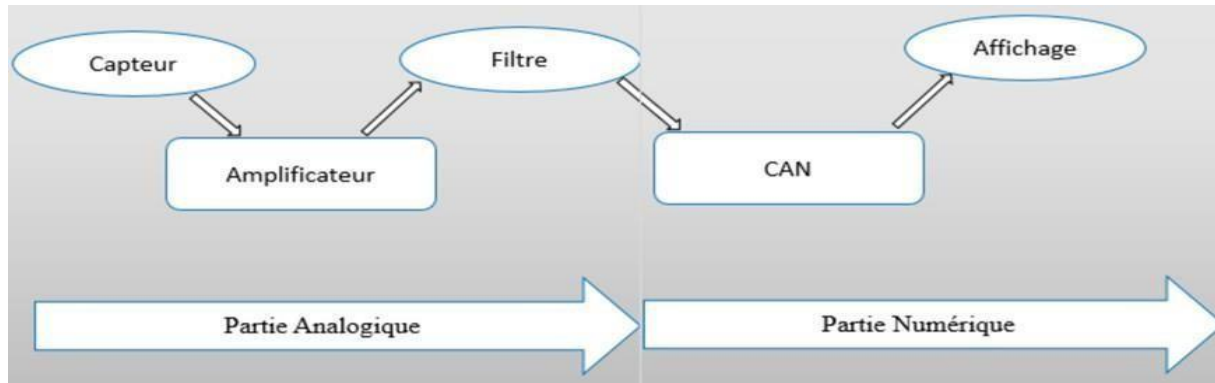 Capteur
Amplificateur
Filtre
CAN
Affichage
Partie Analogique
Partie Numérique